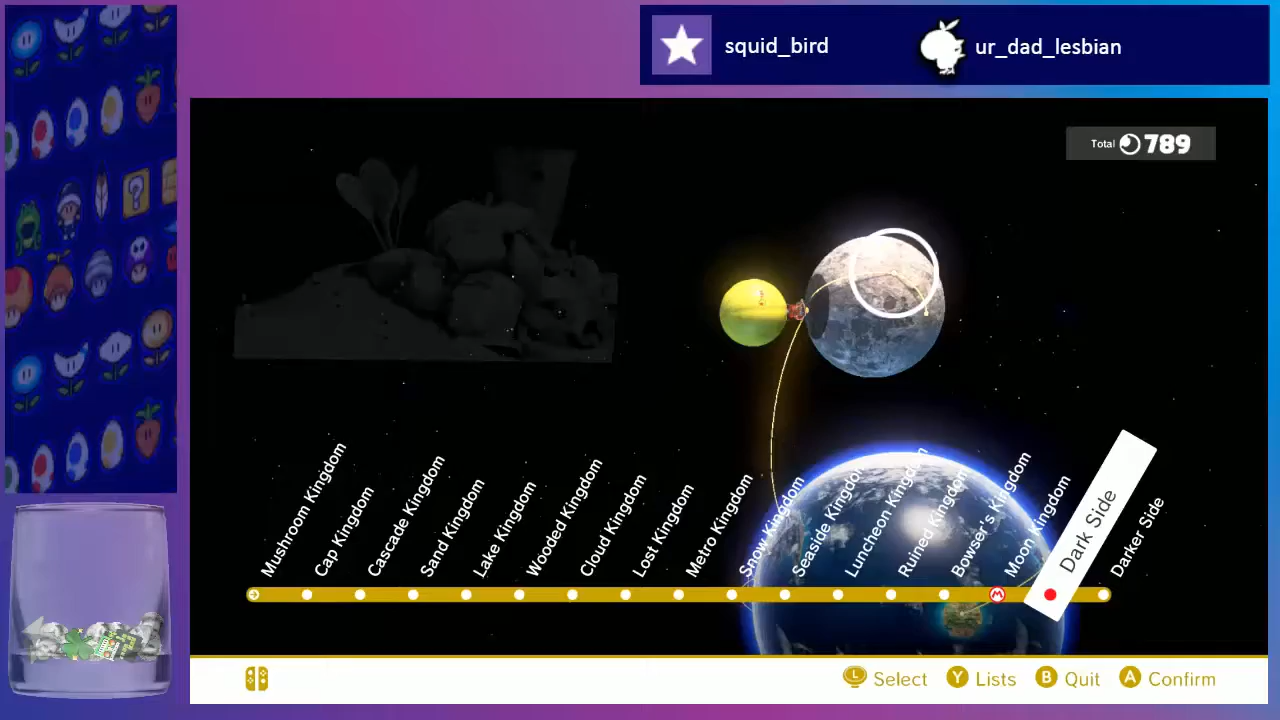 squid_bird
ur_dad_lesbian
Total 789
Mushroom Kingdom
Cap Kingdom
Cascade Kingdom
Sand Kingdom
Lake Kingdom
Wooded Kingdom
Cloud Kingdom
Lost Kingdom
Metro Kingdom
Snow Kingdom
Seaside Kingdom
Luncheon Kingdom
Ruined Kingdom
Bowser's Kingdom
Moon Kingdom
Dark Side
Darker Side
L Select Y Lists B Quit A Confirm